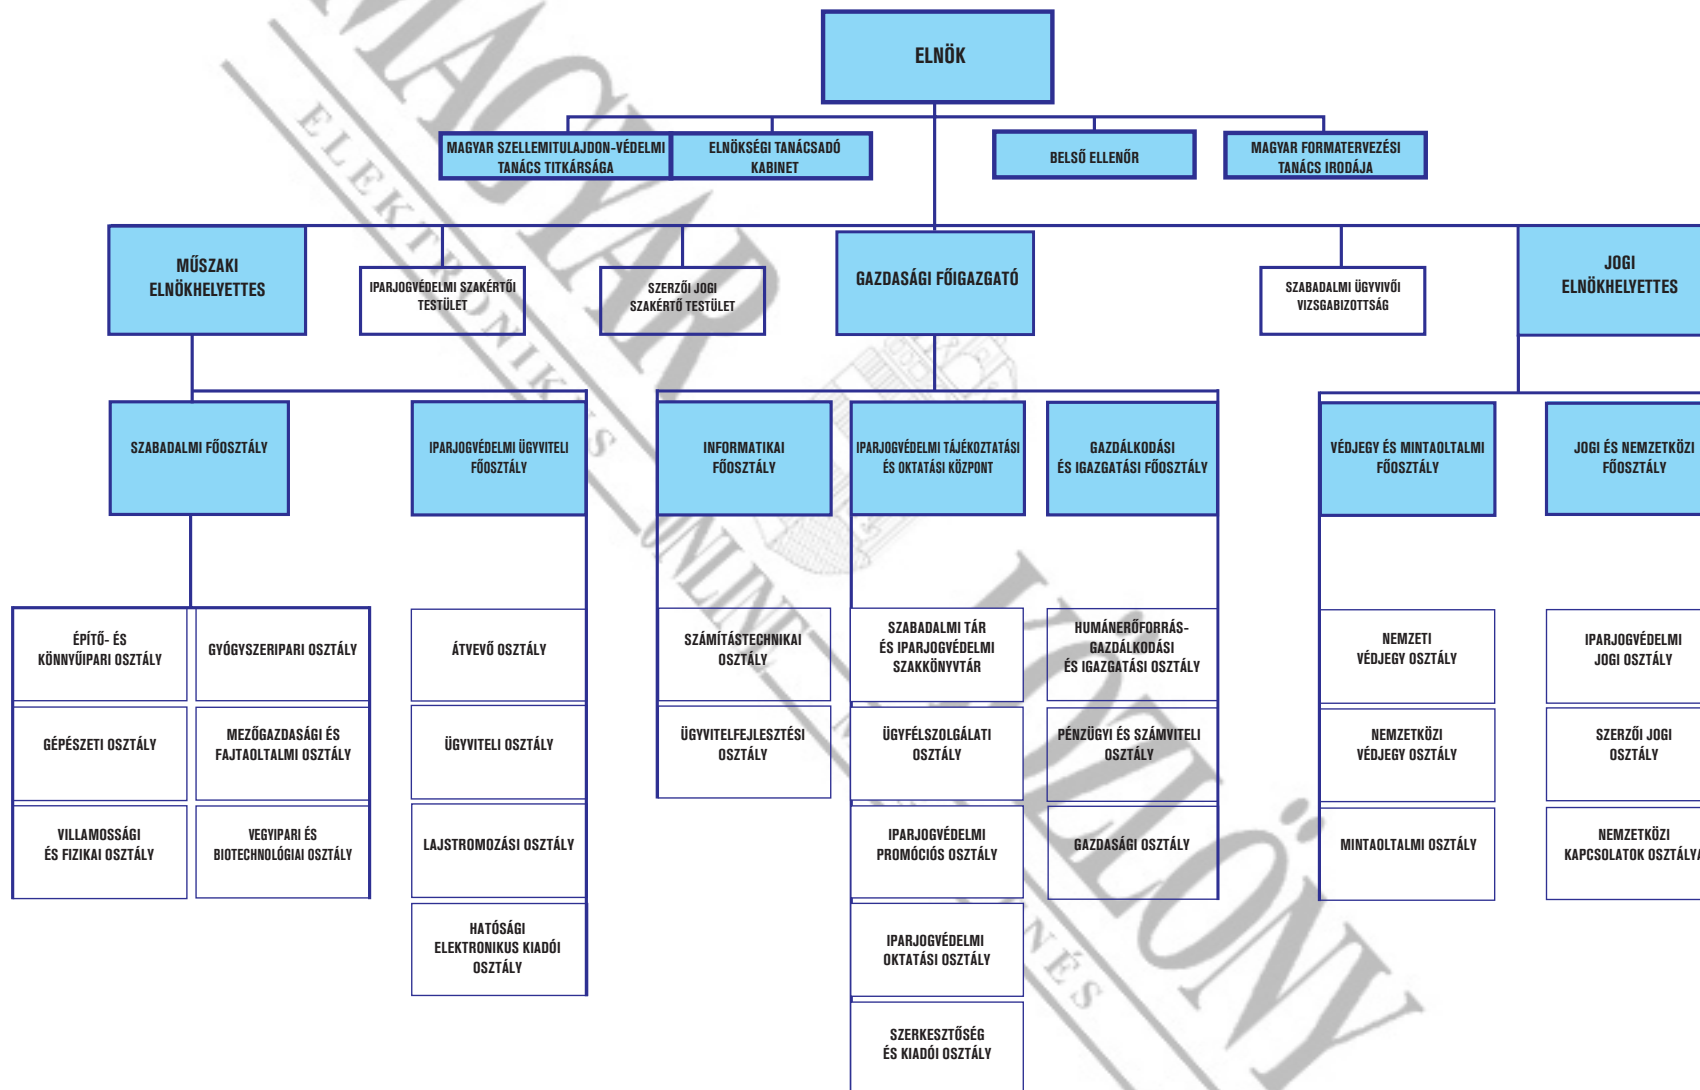 ELNÖK
MAGYAR SZELLEMITULAJDON-VÉDELMI
TANÁCS TITKÁRSÁGA
ELNÖKSÉGI TANÁCSADÓ
KABINET
BELSŐ ELLENŐR
MAGYAR FORMATERVEZÉSI
TANÁCS IRODÁJA
MŰSZAKI
ELNÖKHELYETTES
IPARJOGVÉDELMI SZAKÉRTŐI
TESTÜLET
SZERZŐI JOGI
SZAKÉRTŐ TESTÜLET
GAZDASÁGI FŐIGAZGATÓ
SZABADALMI ÜGYVIVŐI
VIZSGABIZOTTSÁG
JOGI
ELNÖKHELYETTES
SZABADALMI FŐOSZTÁLY
IPARJOGVÉDELMI ÜGYVITELI
FŐOSZTÁLY
INFORMATIKAI
FŐOSZTÁLY
IPARJOGVÉDELMI TÁJÉKOZTATÁSI
ÉS OKTATÁSI KÖZPONT
GAZDÁLKODÁSI
ÉS IGAZGATÁSI FŐOSZTÁLY
VÉDJEGY ÉS MINTAOLTALMI
FŐOSZTÁLY
JOGI ÉS NEMZETKÖZI
FŐOSZTÁLY
ÉPÍTŐ- ÉS
KÖNNYŰIPARI OSZTÁLY
GYÓGYSZERIPARI OSZTÁLY
ÁTVEVŐ OSZTÁLY
SZÁMÍTÁSTECHNIKAI
OSZTÁLY
SZABADALMI TÁR
ÉS IPARJOGVÉDELMI
SZAKKÖNYVTÁR
HUMÁNERŐFORRÁS-
GAZDÁLKODÁSI
ÉS IGAZGATÁSI OSZTÁLY
NEMZETI
VÉDJEGY OSZTÁLY
IPARJOGVÉDELMI
JOGI OSZTÁLY
GÉPÉSZETI OSZTÁLY
MEZŐGAZDASÁGI ÉS
FAJTAOLTALMI OSZTÁLY
ÜGYVITELI OSZTÁLY
ÜGYVITELFEJLESZTÉSI
OSZTÁLY
ÜGYFÉLSZOLGÁLATI
OSZTÁLY
PÉNZÜGYI ÉS SZÁMVITELI
OSZTÁLY
NEMZETKÖZI
VÉDJEGY OSZTÁLY
SZERZŐI JOGI
OSZTÁLY
VILLAMOSSÁGI
ÉS FIZIKAI OSZTÁLY
VEGYIPARI ÉS
BIOTECHNOLÓGIAI OSZTÁLY
LAJSTROMOZÁSI OSZTÁLY
IPARJOGVÉDELMI
PROMÓCIÓS OSZTÁLY
GAZDASÁGI OSZTÁLY
MINTAOLTALMI OSZTÁLY
NEMZETKÖZI
KAPCSOLATOK OSZTÁLYA
HATÓSÁGI
ELEKTRONIKUS KIADÓI
OSZTÁLY
IPARJOGVÉDELMI
OKTATÁSI OSZTÁLY
SZERKESZTŐSÉG
ÉS KIADÓI OSZTÁLY
MAGYAR
KÖZLÖNY
ELEKTRONIKUS
ONLINE